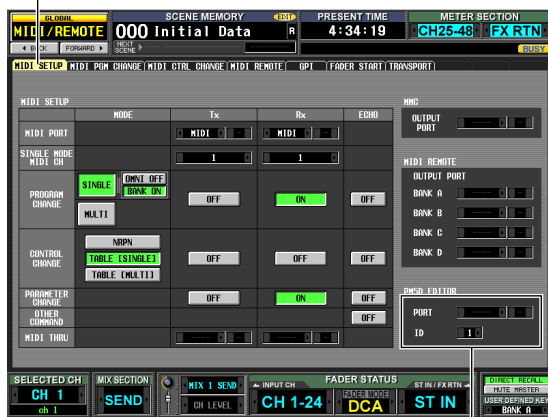 GLOBAL
MIDI/REMOTE
BACK
FORWARD
SCENE MEMORY
EDIT
000 Initial Data
R
NEXT SCENE
PRESENT TIME
4:34:19
METER SECTION
CH25-48
FX RTN
BUSY
MIDI SETUP
MIDI PGM CHANGE
MIDI CTRL CHANGE
MIDI REMOTE
GPI
FADER START
TRANSPORT
MIDI SETUP
MODE
Tx
Rx
ECHO
MIDI PORT
MIDI
-
MIDI
-
SINGLE MODE MIDI CH
1
1
PROGRAM CHANGE
SINGLE
OMNI OFF
BANK ON
MULTI
OFF
ON
OFF
CONTROL CHANGE
NRPN
TABLE [SINGLE]
TABLE [MULTI]
OFF
OFF
OFF
PARAMETER CHANGE
OFF
ON
OFF
OTHER COMMAND
OFF
MIDI THRU
MMC
OUTPUT PORT
MIDI REMOTE
OUTPUT PORT
BANK A
BANK B
BANK C
BANK D
PM5D EDITOR
PORT
ID
1
SELECTED CH
CH 1
ch 1
MIX SECTION
SEND
MIX 1 SEND
CH LEVEL
FADER STATUS
INPUT CH
CH 1-24
FADER MODE
DCA
ST IN / FX RTN
ST IN
DIRECT RECALL
MUTE MASTER
USER DEFINED KEY
BANK A